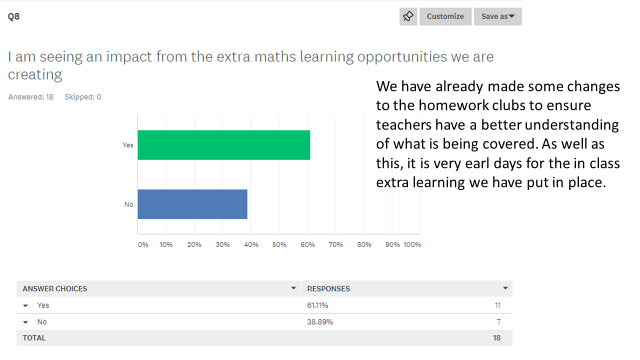 Q8
Customize
Save as
I am seeing an impact from the extra maths learning opportunities we are
creating
Answered: 18 Skipped: 0
We have already made some changes
to the homework clubs to ensure
teachers have a better understanding
of what is being covered. As well as
this, it is very earl days for the in class
extra learning we have put in place.
Yes
No
0% 10% 20% 30% 40% 50% 60% 70% 80% 90% 100%
ANSWER CHOICES RESPONSES
Yes 61.11% 11
No 38.89% 7
TOTAL 18